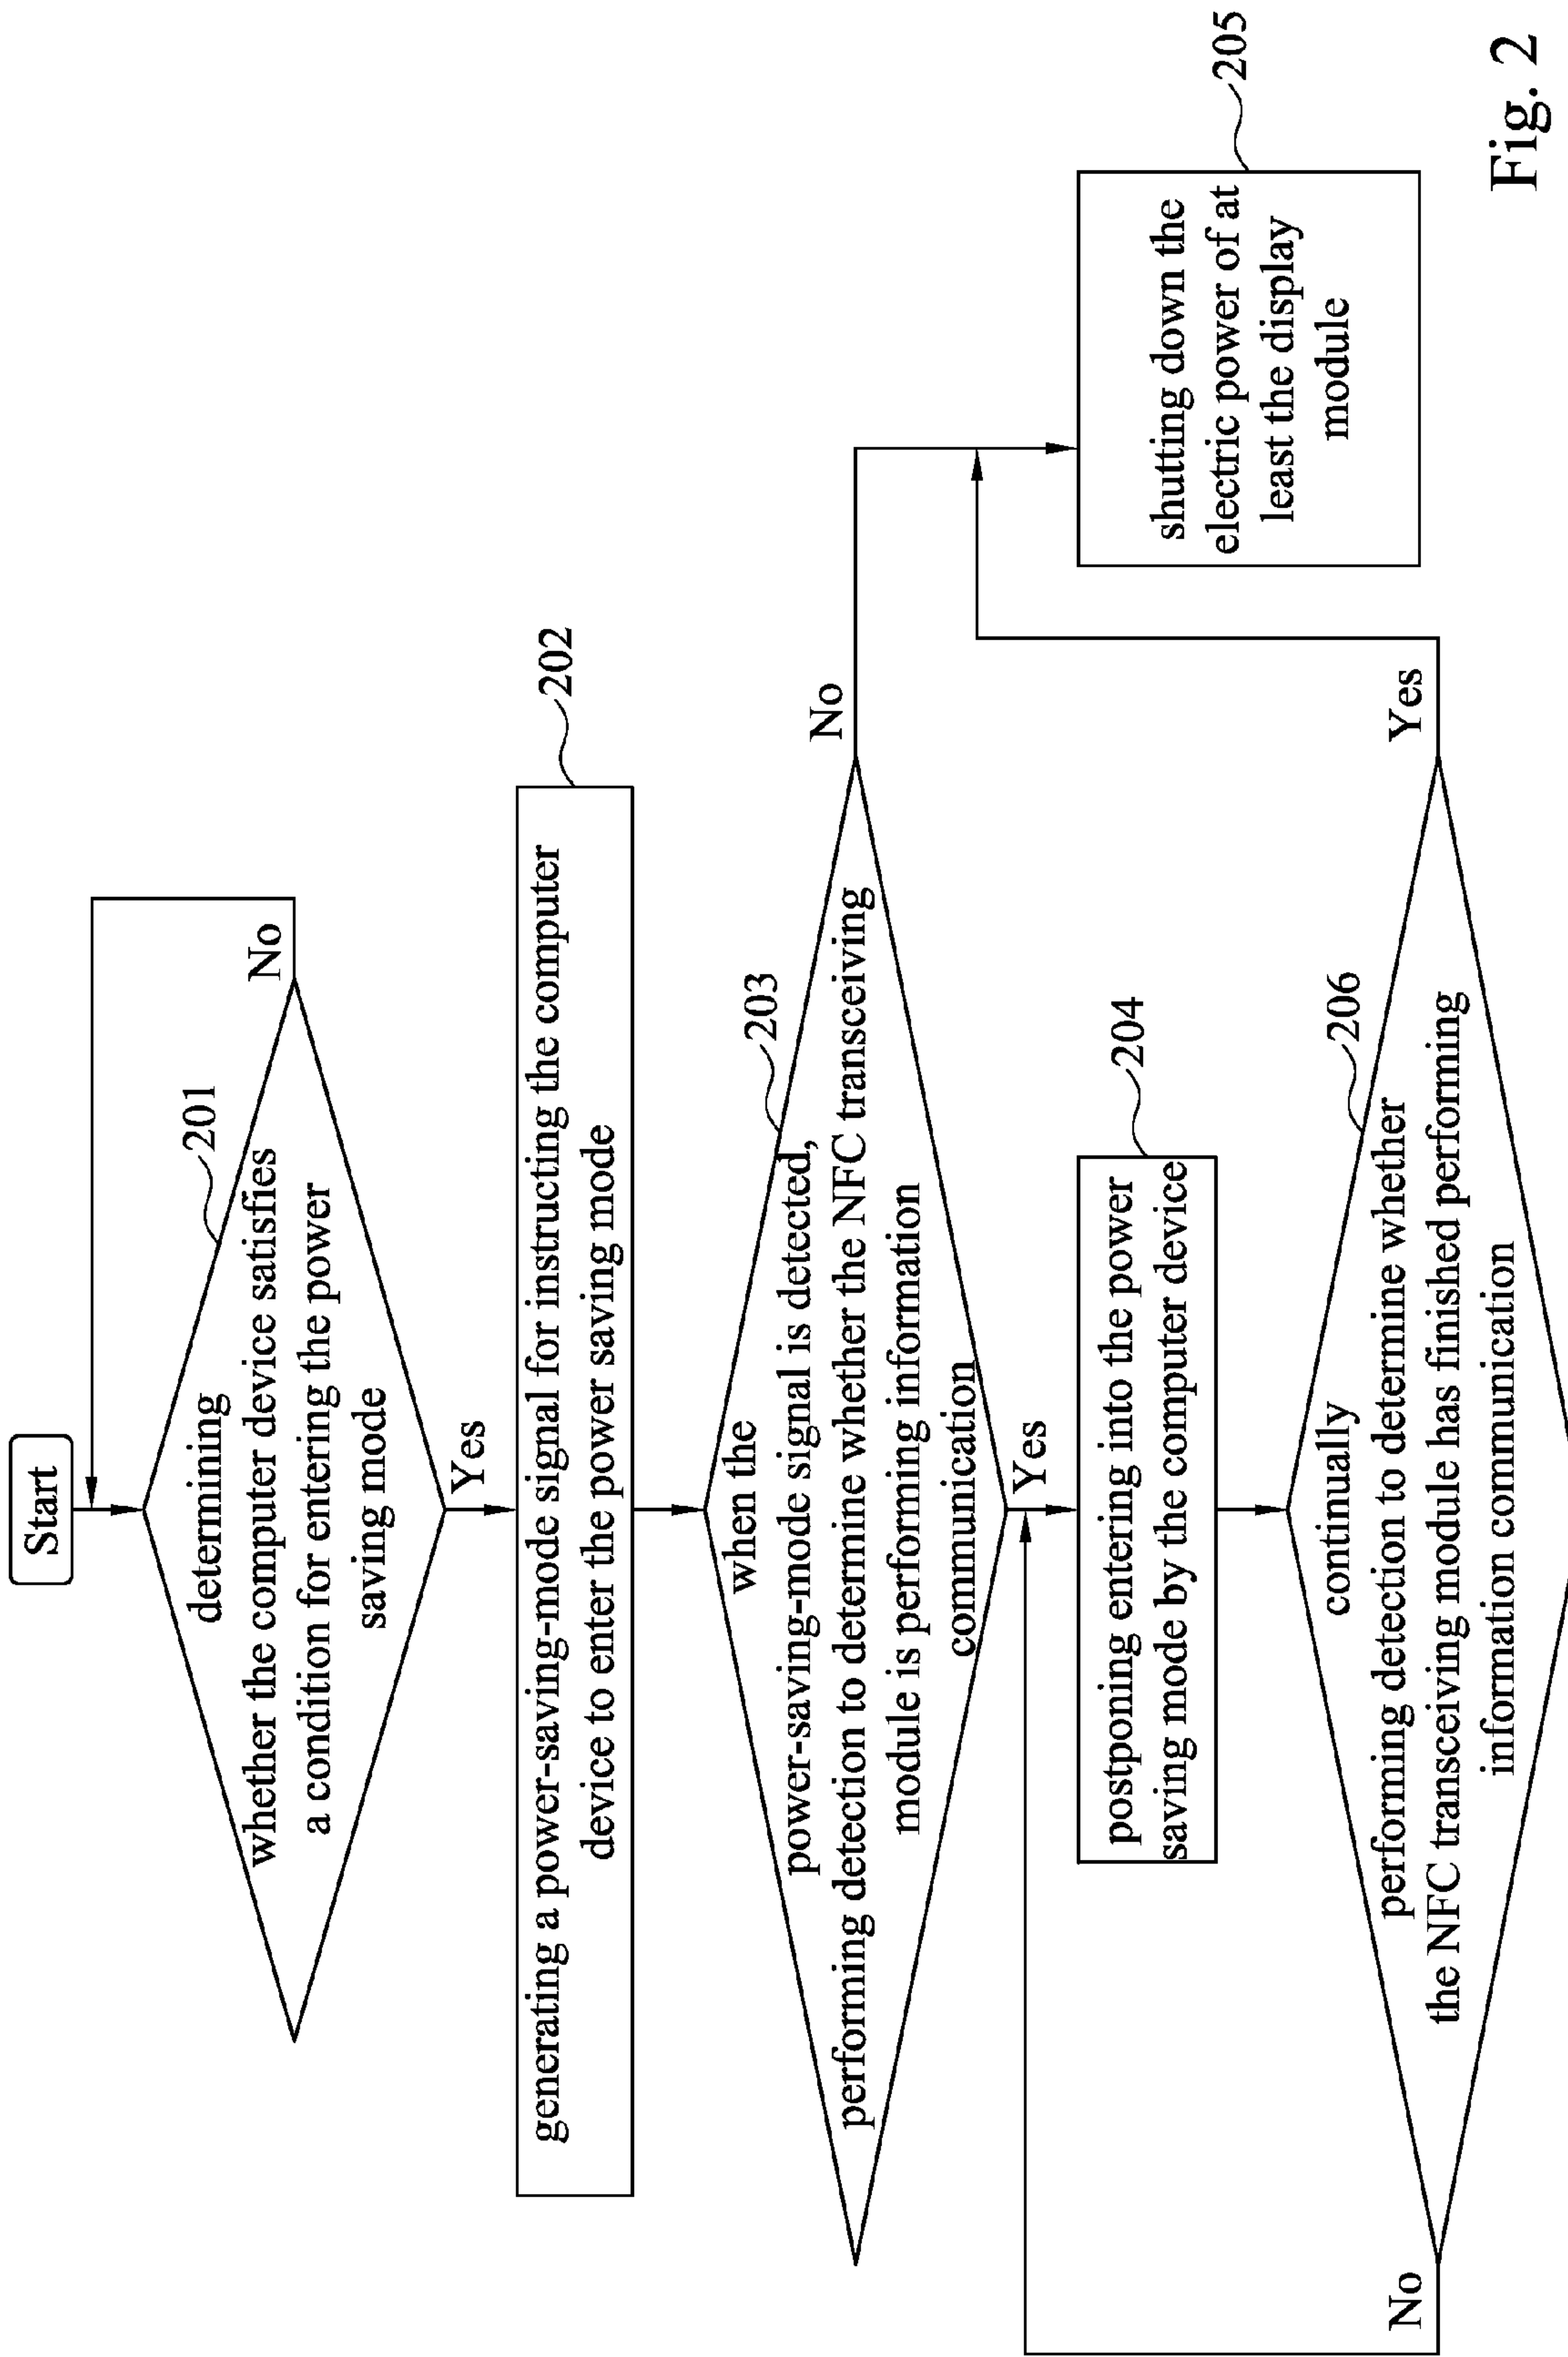 Start
determining
whether the computer device satisfies
a condition for entering the power
saving mode
201
No
Yes
generating a power-saving-mode signal for instructing the computer
device to enter the power saving mode
202
when the
power-saving-mode signal is detected,
performing detection to determine whether the NFC transceiving
module is performing information
communication
203
No
Yes
postponing entering into the power
saving mode by the computer device
204
shutting down the
electric power of at
least the display
module
205
continually
performing detection to determine whether
the NFC transceiving module has finished performing
information communication
206
No
Yes
Fig. 2